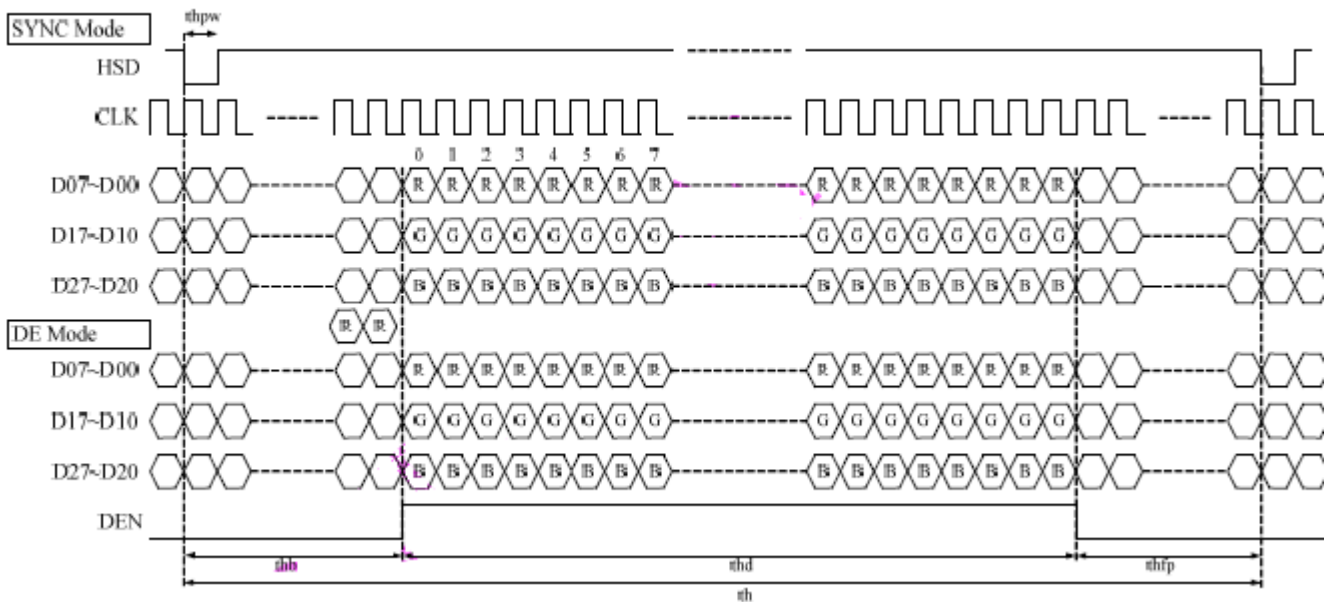 thpw
SYNC Mode
HSD
CLK
0 1 2 3 4 5 6 7
D07~D00 R R R R R R R R R R R R R R R R
D17~D10 G G G G G G G G G G G G G G G G
D27~D20 B B B B B B B B B B B B B B B B
R R
DE Mode
D07~D00 R R R R R R R R R R R R R R R R
D17~D10 G G G G G G G G G G G G G G G G
D27~D20 B B B B B B B B B B B B B B B B
DEN
thb thd thfp
th